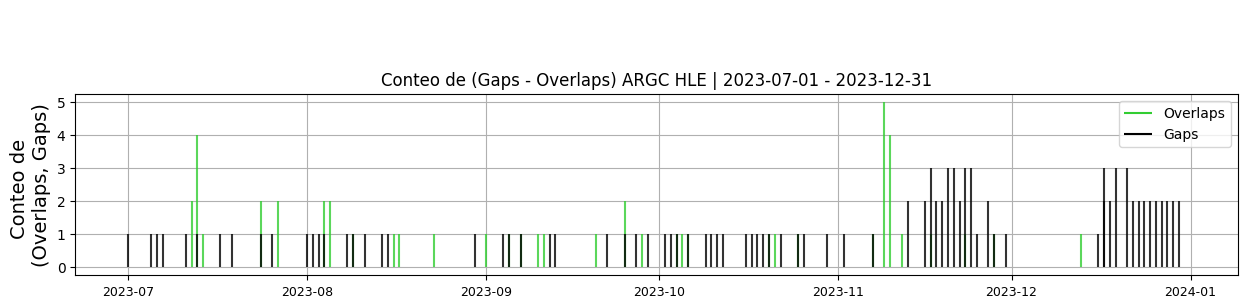 Conteo de (Gaps - Overlaps) ARGC HLE | 2023-07-01 - 2023-12-31
Conteo de
(Overlaps, Gaps)
5
4
3
2
1
0
Overlaps
Gaps
2023-07
2023-08
2023-09
2023-10
2023-11
2023-12
2024-01